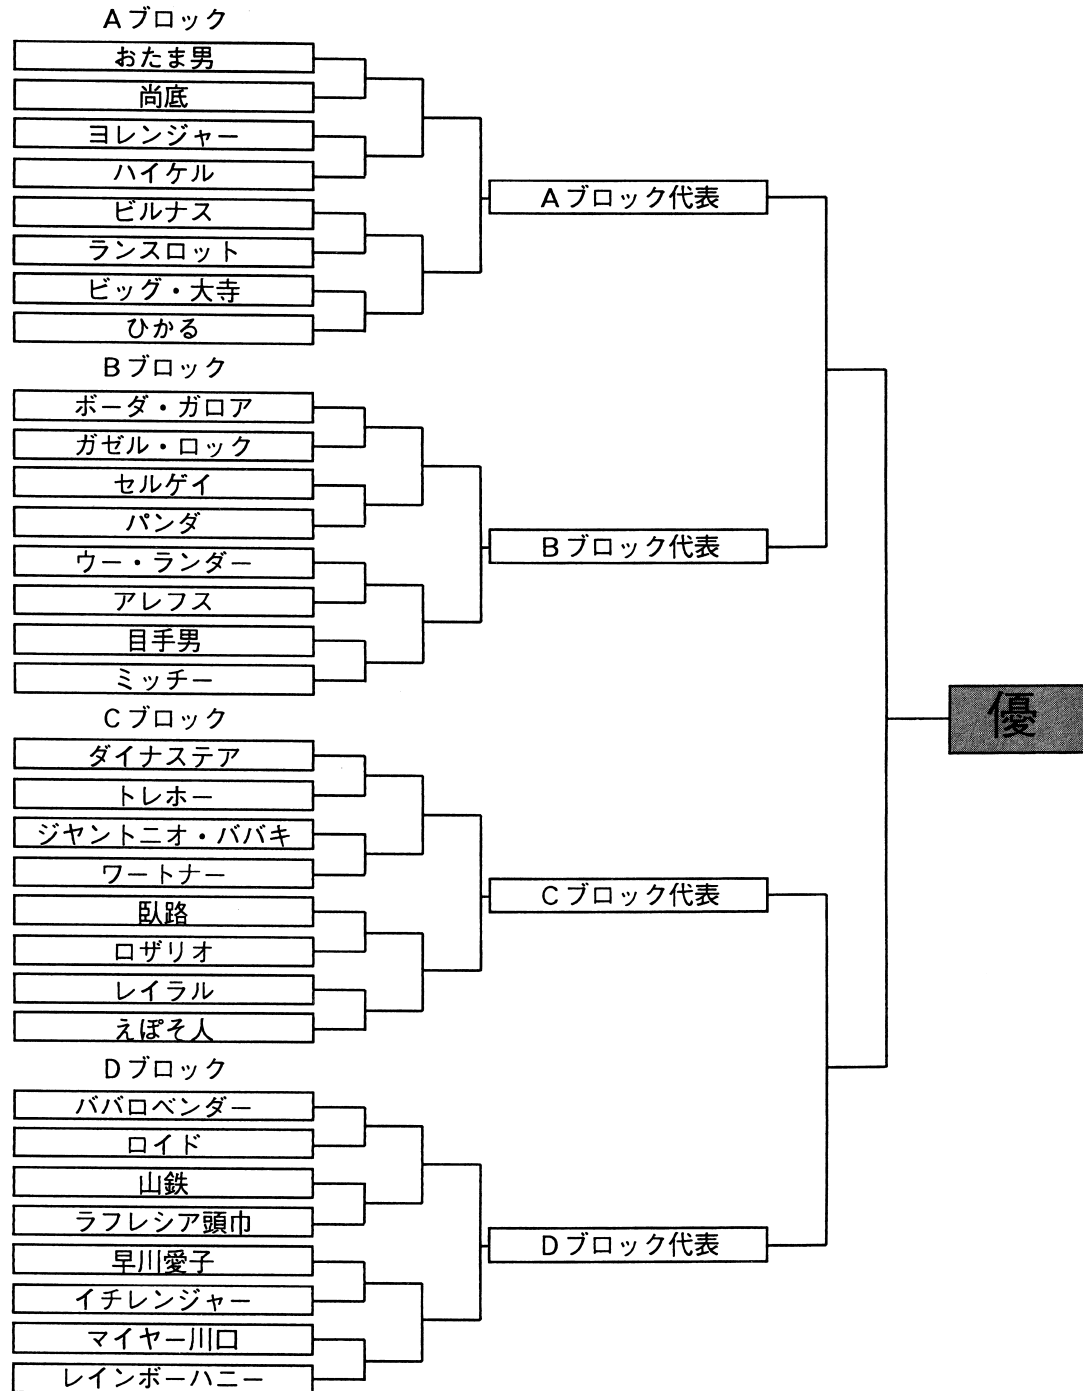 Aブロック
おたま男
尚底
ヨレンジャー
ハイケル
ビルナス
ランスロット
ビッグ・大寺
ひかる
Aブロック代表
Bブロック
ボーダ・ガロア
ガゼル・ロック
セルゲイ
パンダ
ウー・ランダー
アレフス
目手男
ミッチー
Bブロック代表
優
Cブロック
ダイナステア
トレホー
ジヤントニオ・ババキ
ワートナー
臥路
ロザリオ
レイラル
えぽそ人
Cブロック代表
Dブロック
ババロベンダー
ロイド
山鉄
ラフレシア頭巾
早川愛子
イチレンジャー
マイヤー川口
レインボーハニー
Dブロック代表